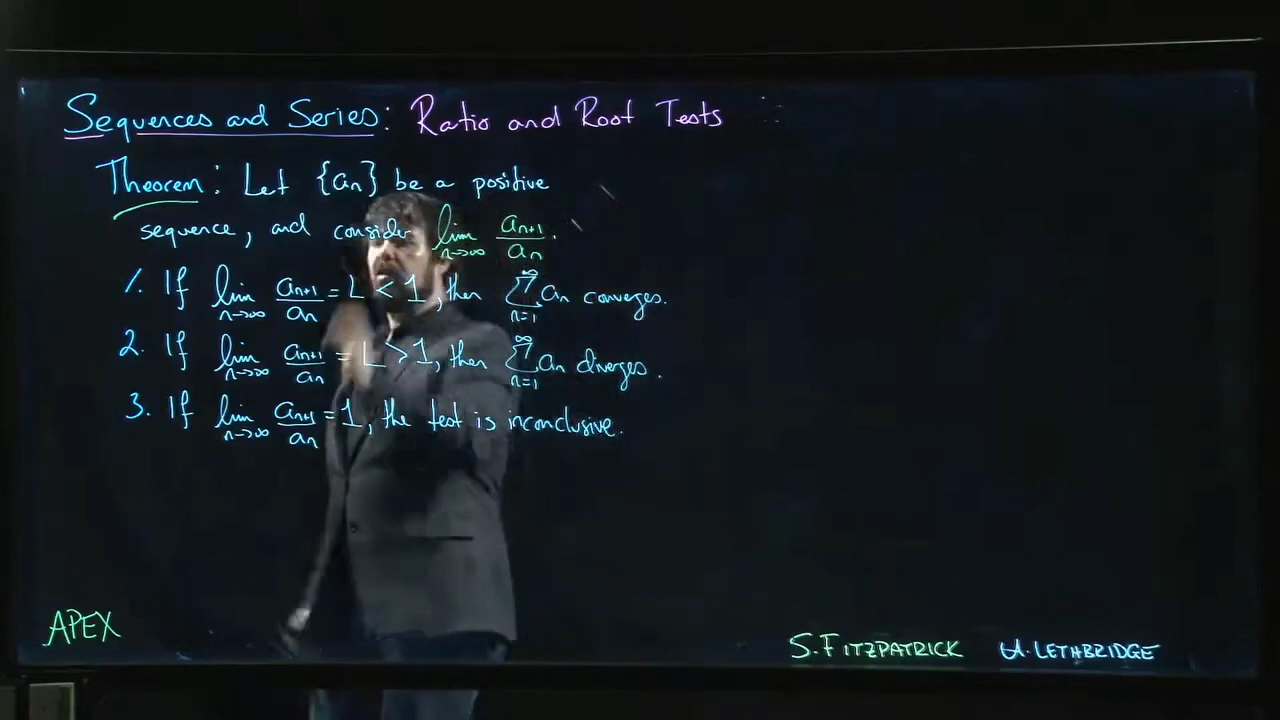 Sequences and Series: Ratio and Root Tests
Theorem: Let {aₙ} be a positive
sequence, and consider lim n→∞ aₙ₊₁/aₙ.
1. If lim n→∞ aₙ₊₁/aₙ = L < 1, then ∑ n=1 ∞ aₙ converges.
2. If lim n→∞ aₙ₊₁/aₙ = L > 1, then ∑ n=1 ∞ aₙ diverges.
3. If lim n→∞ aₙ₊₁/aₙ = 1, the test is inconclusive.
APEX
S. FITZPATRICK U. LETHBRIDGE